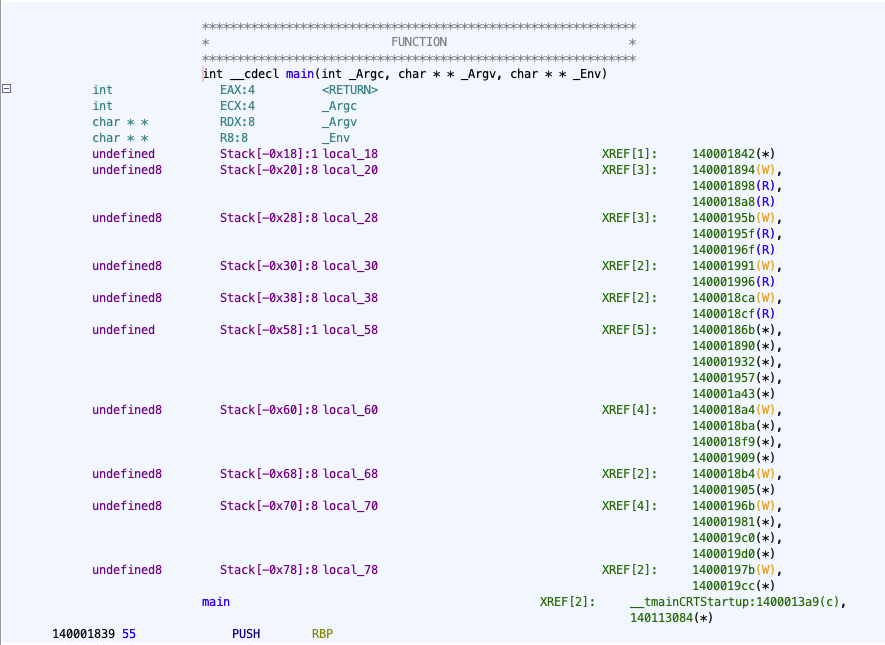 **************************************************************
*                          FUNCTION                          *
**************************************************************
int __cdecl main(int _Argc, char * * _Argv, char * * _Env)
int EAX:4 <RETURN>
int ECX:4 _Argc
char * * RDX:8 _Argv
char * * R8:8 _Env
undefined Stack[-0x18]:1 local_18 XREF[1]: 140001842(*)
undefined8 Stack[-0x20]:8 local_20 XREF[3]: 140001894(W),
140001898(R),
1400018a8(R)
undefined8 Stack[-0x28]:8 local_28 XREF[3]: 14000195b(W),
14000195f(R),
14000196f(R)
undefined8 Stack[-0x30]:8 local_30 XREF[2]: 140001991(W),
140001996(R)
undefined8 Stack[-0x38]:8 local_38 XREF[2]: 1400018ca(W),
1400018cf(R)
undefined Stack[-0x58]:1 local_58 XREF[5]: 14000186b(*),
140001890(*),
140001932(*),
140001957(*),
140001a43(*)
undefined8 Stack[-0x60]:8 local_60 XREF[4]: 1400018a4(W),
1400018ba(*),
1400018f9(*),
140001909(*)
undefined8 Stack[-0x68]:8 local_68 XREF[2]: 1400018b4(W),
140001905(*)
undefined8 Stack[-0x70]:8 local_70 XREF[4]: 14000196b(W),
140001981(*),
1400019c0(*),
1400019d0(*)
undefined8 Stack[-0x78]:8 local_78 XREF[2]: 14000197b(W),
1400019cc(*)
main XREF[2]: __tmainCRTStartup:1400013a9(c),
140113084(*)
140001839 55 PUSH RBP